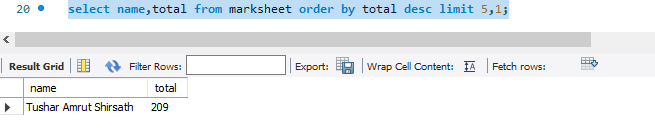 20 select name,total from marksheet order by total desc limit 5,1;
Result Grid Filter Rows: Export: Wrap Cell Content: Fetch rows:
name total
Tushar Amrut Shirsath 209